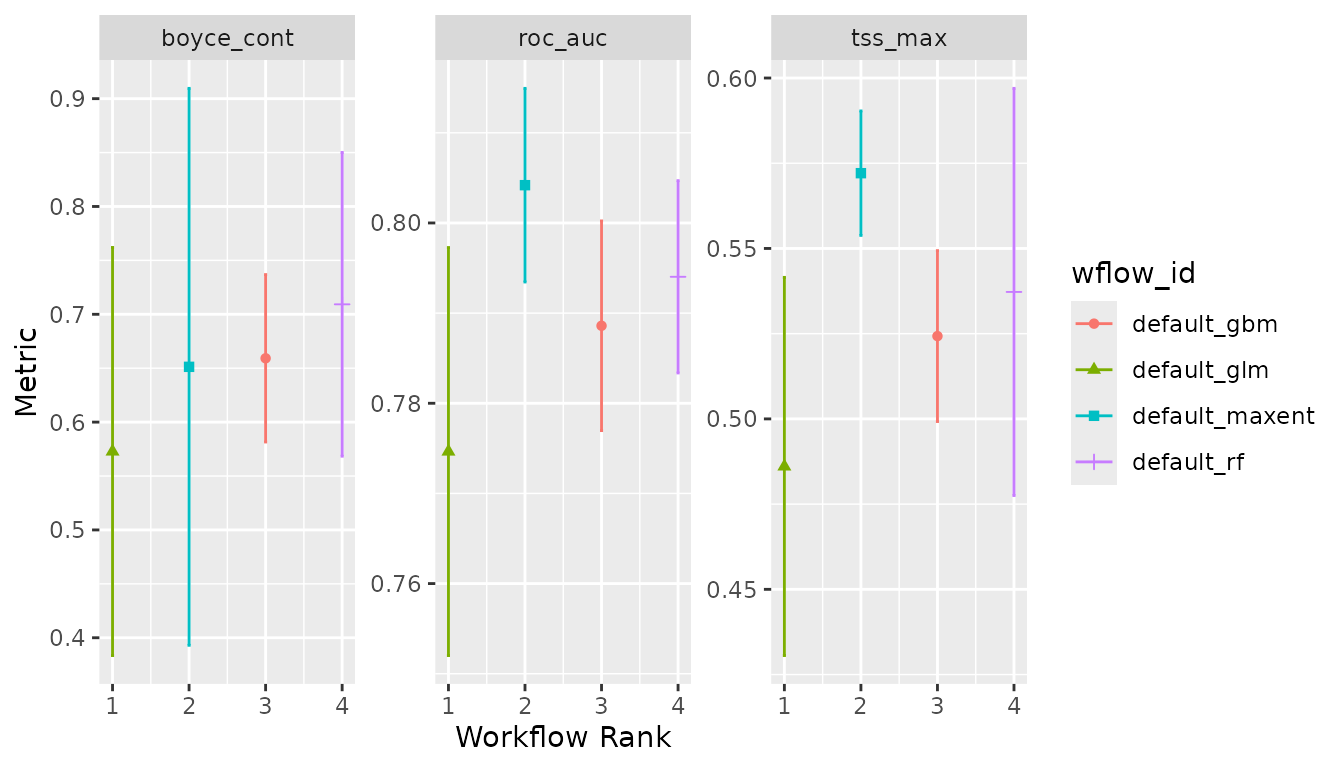 boyce_cont
roc_auc
tss_max
Metric
0.9
0.8
0.7
0.6
0.5
0.4
0.80
0.78
0.76
0.60
0.55
0.50
0.45
1 2 3 4
1 2 3 4
1 2 3 4
Workflow Rank
wflow_id
default_gbm
default_glm
default_maxent
default_rf